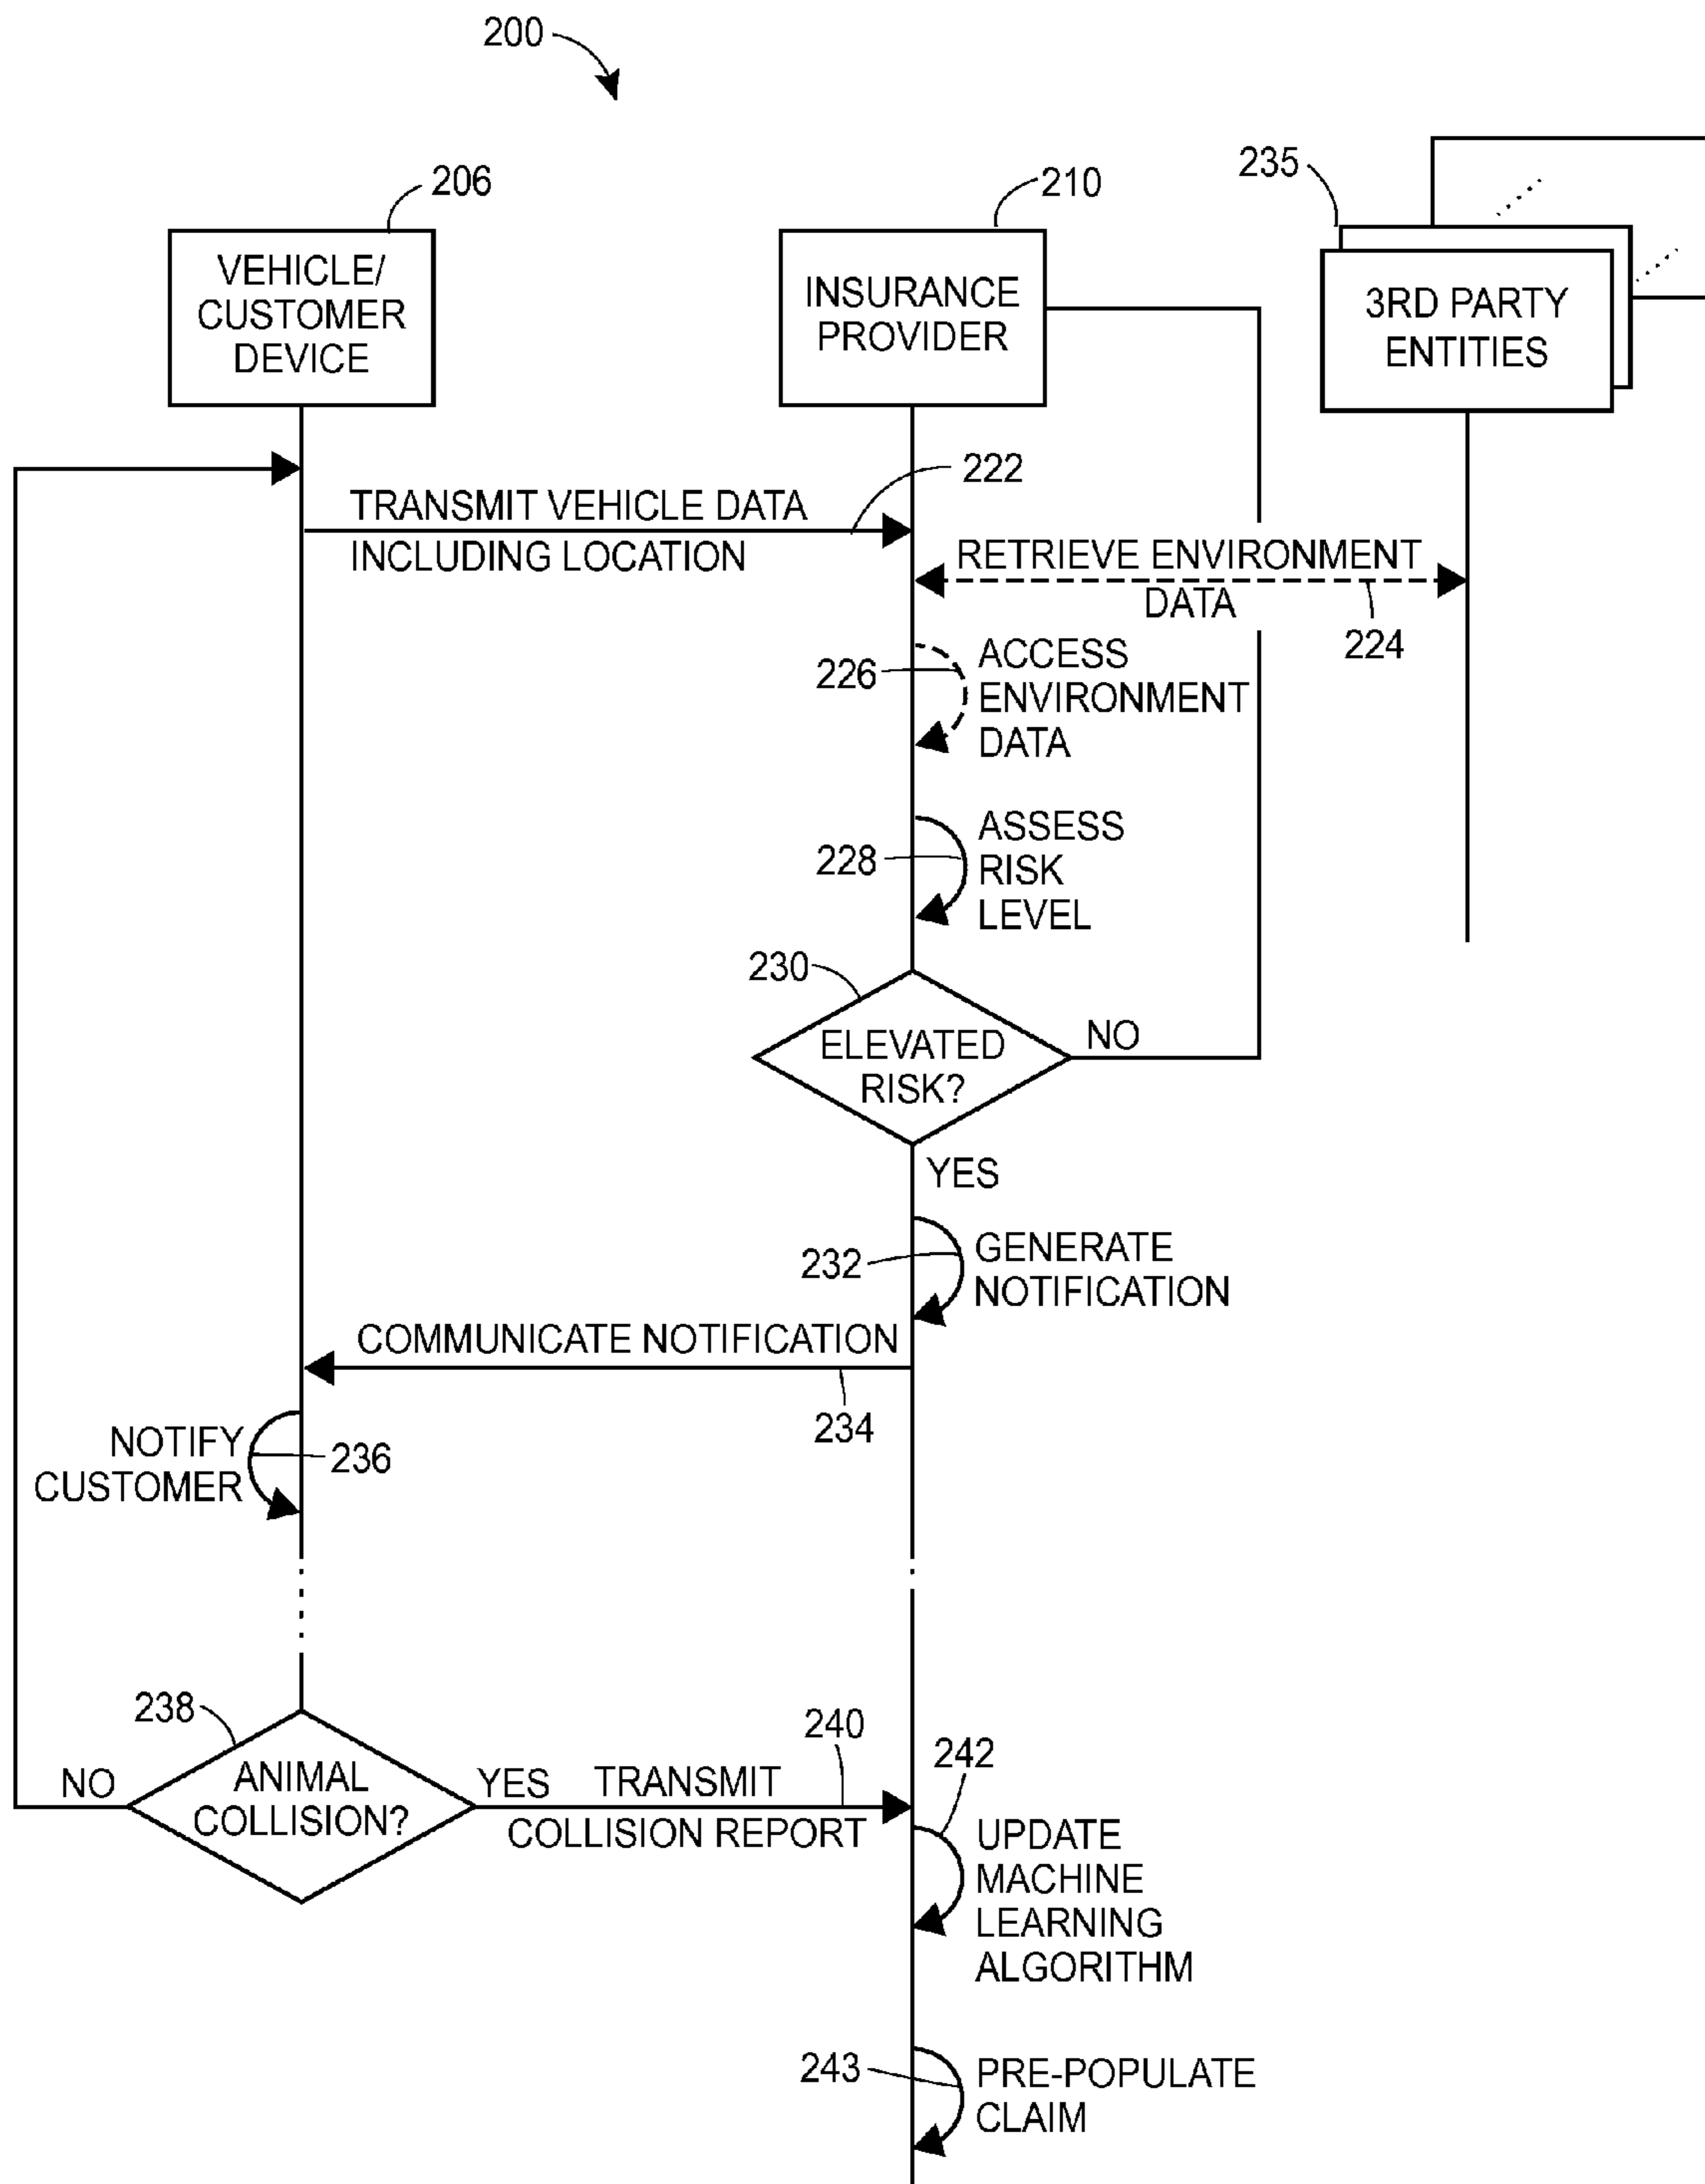 200
206
210
235
VEHICLE/
CUSTOMER
DEVICE
INSURANCE
PROVIDER
3RD PARTY
ENTITIES
222
TRANSMIT VEHICLE DATA
INCLUDING LOCATION
RETRIEVE ENVIRONMENT
DATA
224
226
ACCESS
ENVIRONMENT
DATA
228
ASSESS
RISK
LEVEL
230
ELEVATED
RISK?
NO
YES
232
GENERATE
NOTIFICATION
COMMUNICATE NOTIFICATION
234
NOTIFY
CUSTOMER
236
238
ANIMAL
COLLISION?
NO
YES
TRANSMIT
COLLISION REPORT
240
242
UPDATE
MACHINE
LEARNING
ALGORITHM
243
PRE-POPULATE
CLAIM